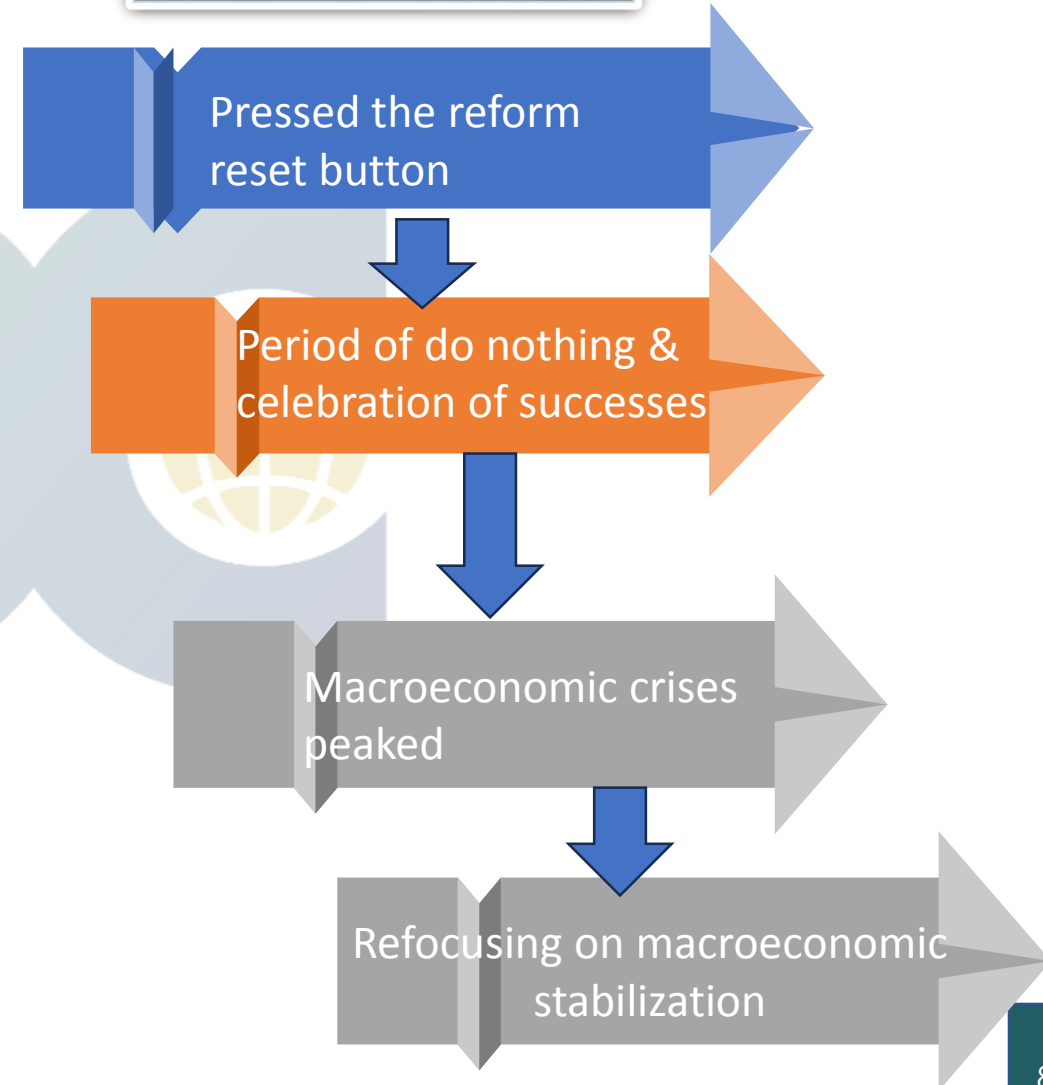 Pressed the reform
reset button
Period of do nothing &
celebration of successes
Macroeconomic crises
peaked
Refocusing on macroeconomic
stabilization